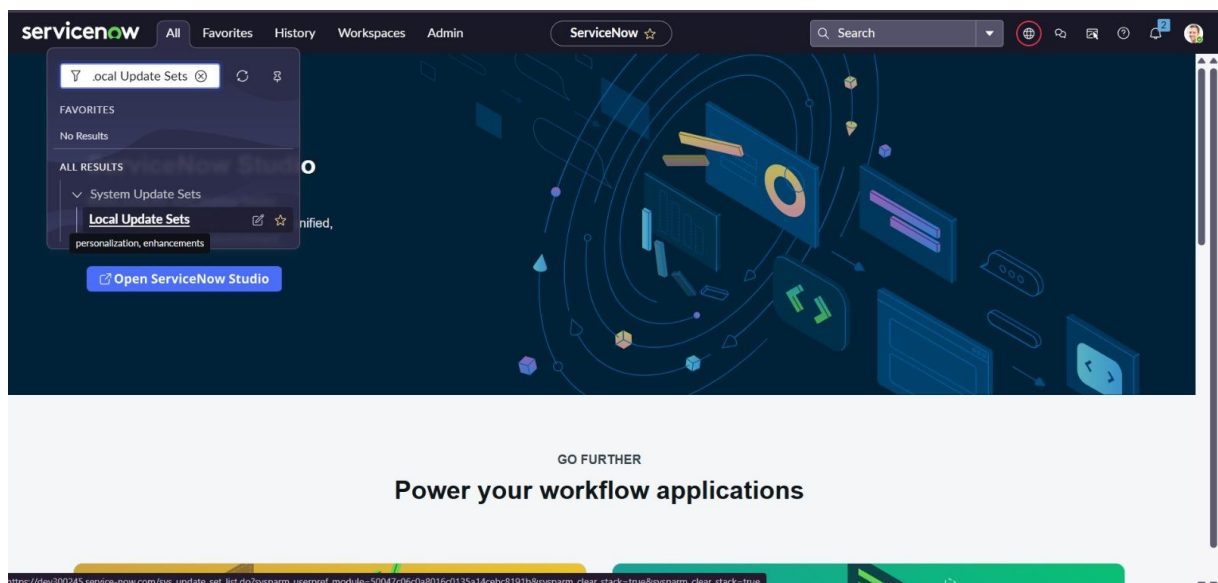 servicenow All Favorites History Workspaces Admin ServiceNow Search 2
.ocal Update Sets
FAVORITES
No Results
ALL RESULTS
o
System Update Sets
Local Update Sets nified,
personalization, enhancements
Open ServiceNow Studio
GO FURTHER
Power your workflow applications